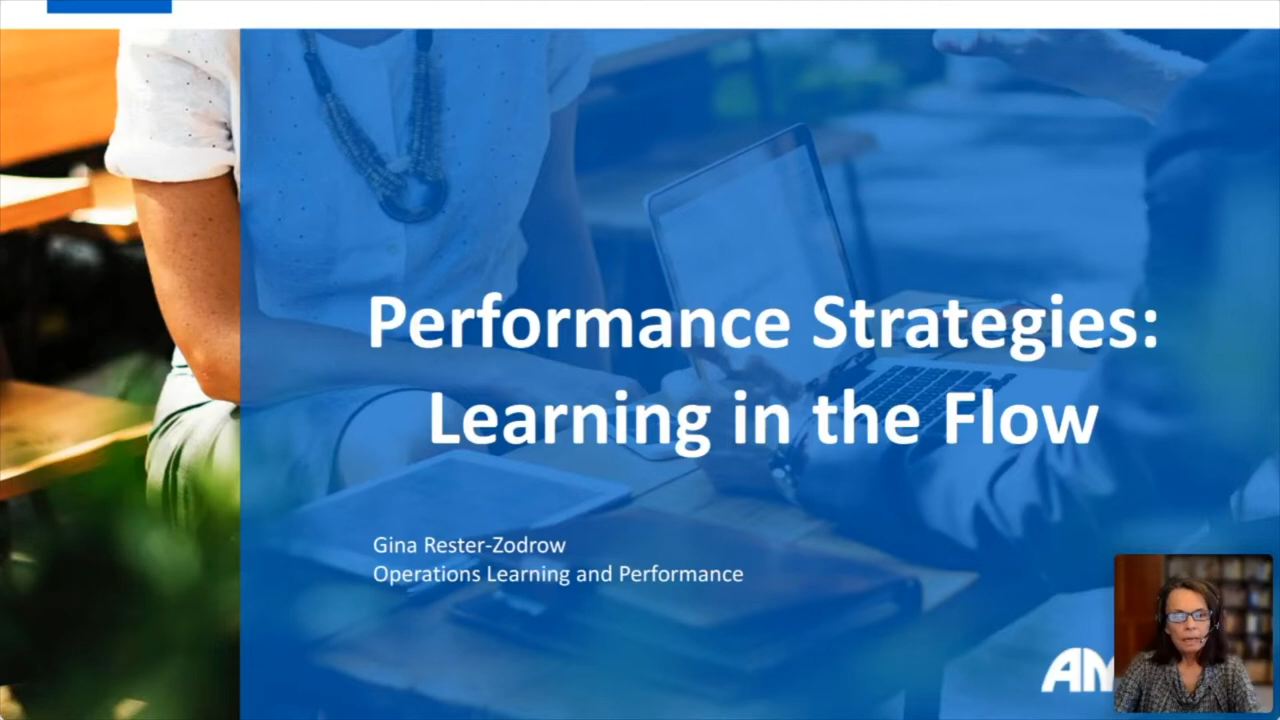 Performance Strategies:
Learning in the Flow
Gina Rester-Zodrow
Operations Learning and Performance